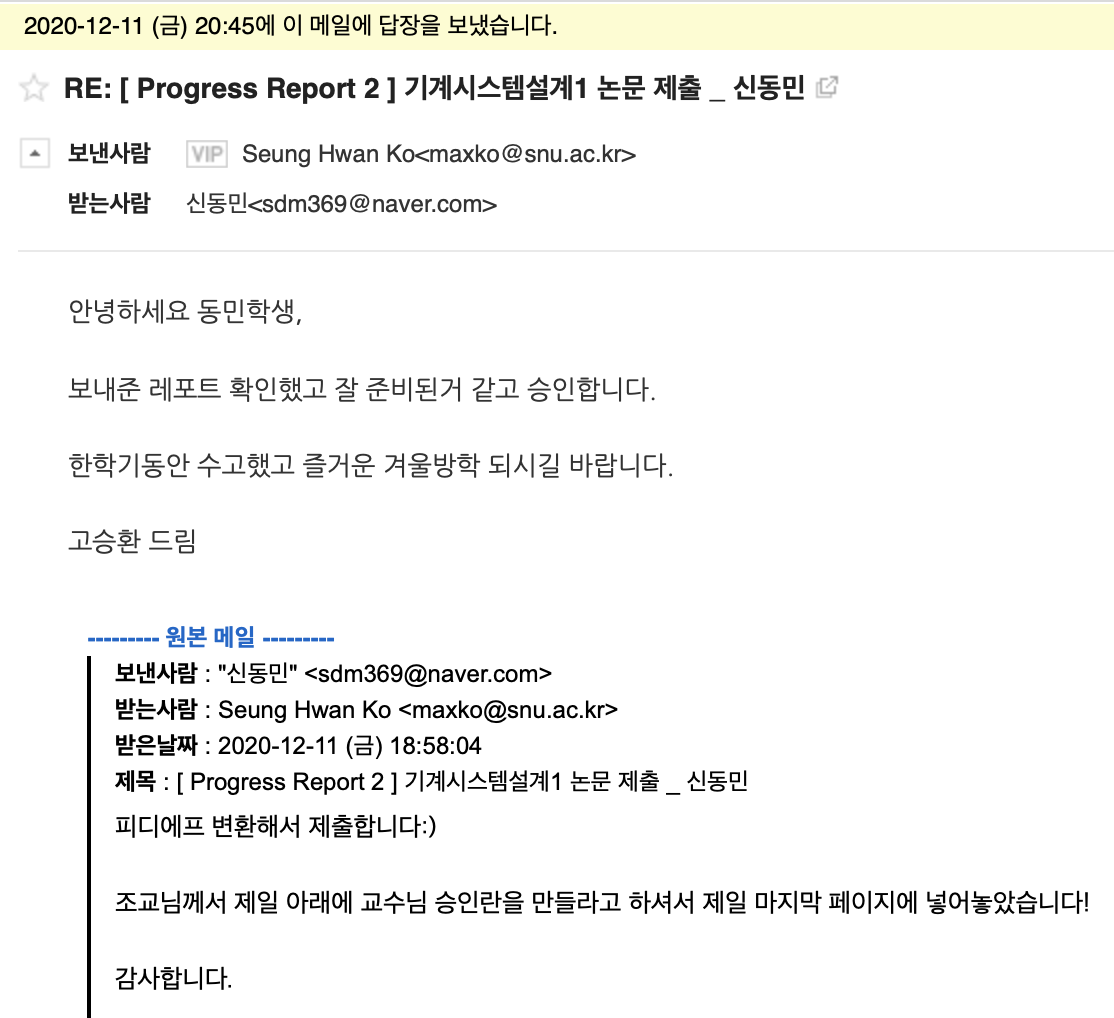 2020-12-11 (금) 20:45에 이 메일에 답장을 보냈습니다.
RE: [ Progress Report 2 ] 기계시스템설계1 논문 제출 _ 신동민
보낸사람 VIP Seung Hwan Ko<maxko@snu.ac.kr>
받는사람 신동민<sdm369@naver.com>
안녕하세요 동민학생,
보내준 레포트 확인했고 잘 준비된거 같고 승인합니다.
한학기동안 수고했고 즐거운 겨울방학 되시길 바랍니다.
고승환 드림
--------- 원본 메일 ---------
보낸사람 : "신동민" <sdm369@naver.com>
받는사람 : Seung Hwan Ko <maxko@snu.ac.kr>
받은날짜 : 2020-12-11 (금) 18:58:04
제목 : [ Progress Report 2 ] 기계시스템설계1 논문 제출 _ 신동민
피디에프 변환해서 제출합니다:)
조교님께서 제일 아래에 교수님 승인란을 만들라고 하셔서 제일 마지막 페이지에 넣어놓았습니다!
감사합니다.